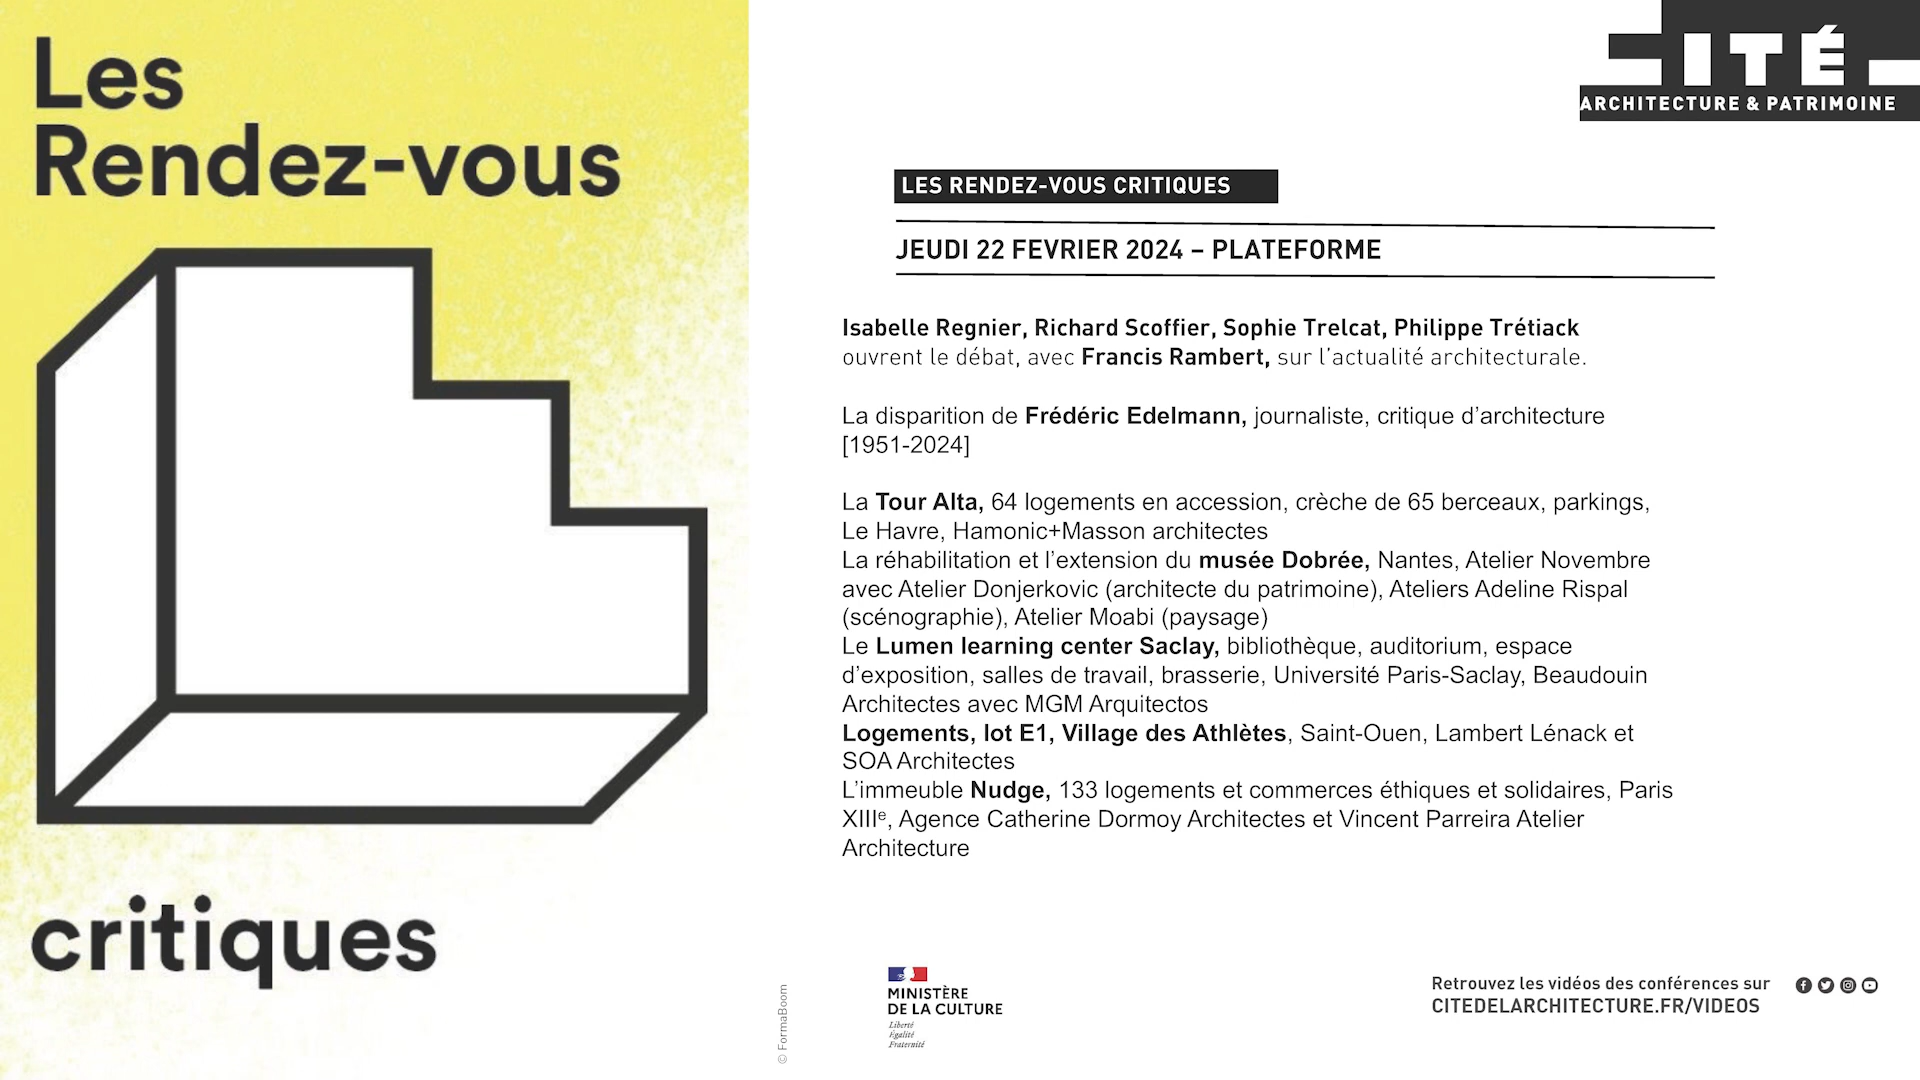 Les
Rendez-vous
critiques
© FormaBoom
CITÉ
ARCHITECTURE & PATRIMOINE
LES RENDEZ-VOUS CRITIQUES
JEUDI 22 FEVRIER 2024 – PLATEFORME
Isabelle Regnier, Richard Scoffier, Sophie Trelcat, Philippe Trétiack
ouvrent le débat, avec Francis Rambert, sur l’actualité architecturale.
La disparition de Frédéric Edelmann, journaliste, critique d’architecture
[1951-2024]
La Tour Alta, 64 logements en accession, crèche de 65 berceaux, parkings,
Le Havre, Hamonic+Masson architectes
La réhabilitation et l’extension du musée Dobrée, Nantes, Atelier Novembre
avec Atelier Donjerkovic (architecte du patrimoine), Ateliers Adeline Rispal
(scénographie), Atelier Moabi (paysage)
Le Lumen learning center Saclay, bibliothèque, auditorium, espace
d’exposition, salles de travail, brasserie, Université Paris-Saclay, Beaudouin
Architectes avec MGM Arquitectos
Logements, lot E1, Village des Athlètes, Saint-Ouen, Lambert Lénack et
SOA Architectes
L’immeuble Nudge, 133 logements et commerces éthiques et solidaires, Paris
XIIIᵉ, Agence Catherine Dormoy Architectes et Vincent Parreira Atelier
Architecture
MINISTÈRE
DE LA CULTURE
Liberté
Égalité
Fraternité
Retrouvez les vidéos des conférences sur
CITEDELARCHITECTURE.FR/VIDEOS